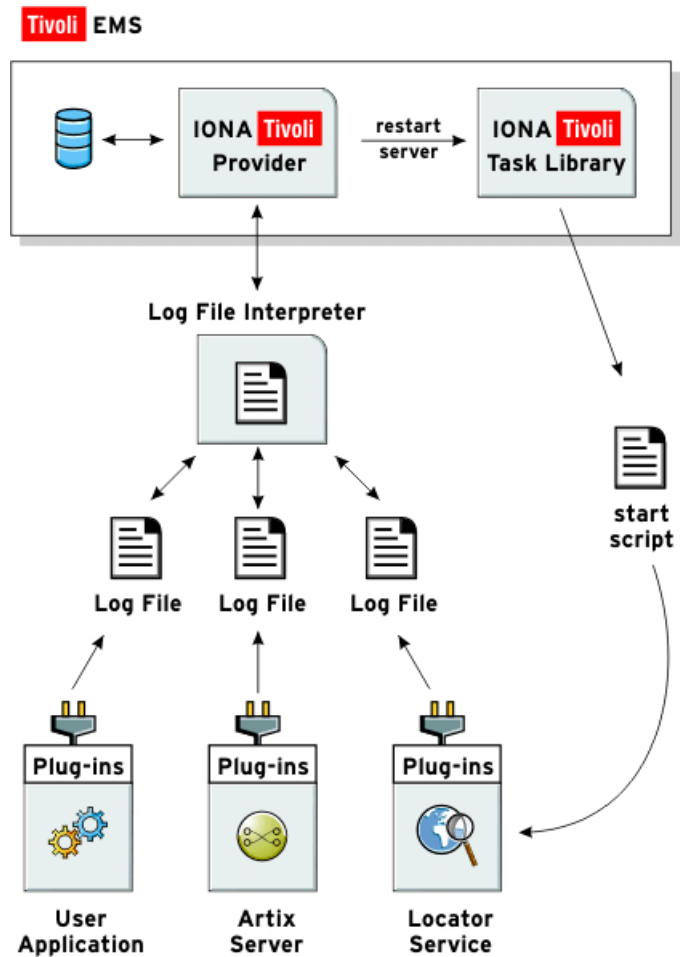 Tivoli EMS
IONA Tivoli
Provider
restart
server
IONA Tivoli
Task Library
Log File Interpreter
start
script
Log File
Log File
Log File
Plug-ins
Plug-ins
Plug-ins
User
Application
Artix
Server
Locator
Service